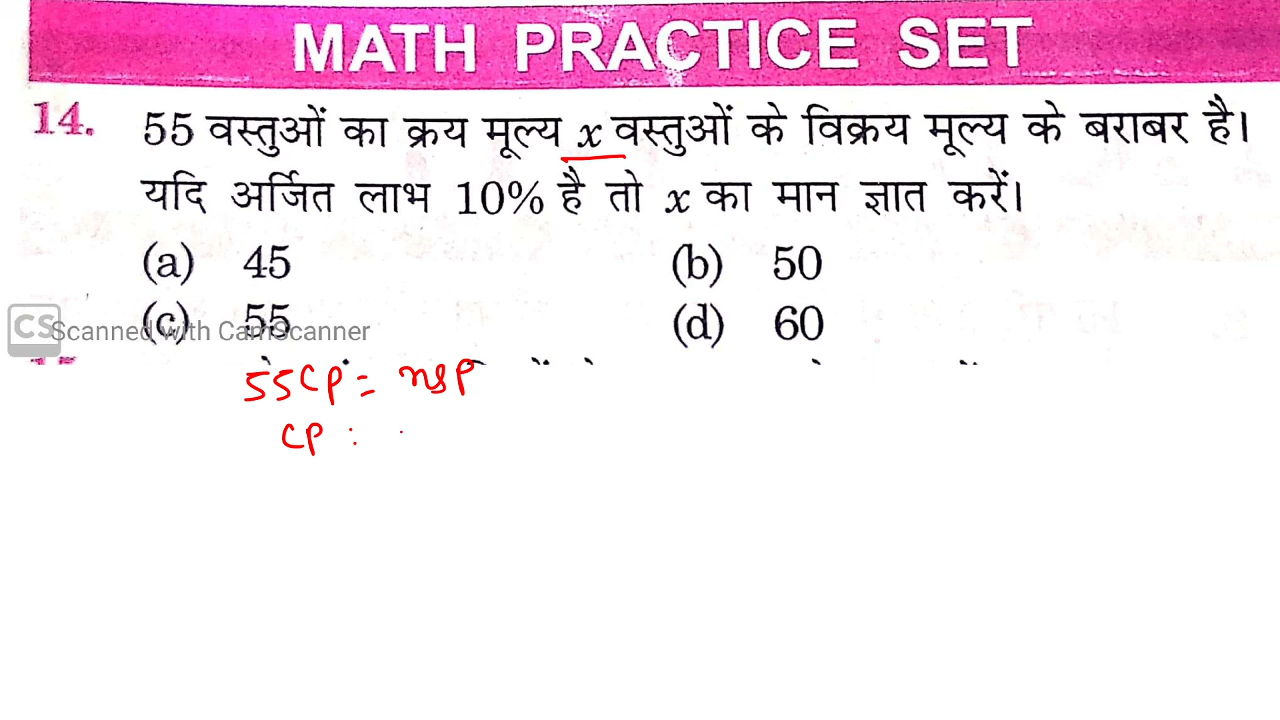 MATH PRACTICE SET
14. 55 वस्तुओं का क्रय मूल्य x वस्तुओं के विक्रय मूल्य के बराबर है।
यदि अर्जित लाभ 10% है तो x का मान ज्ञात करें।
(a) 45 (b) 50
(c) 55 (d) 60
CS Scanned with CamScanner
55CP = xSP
CP :